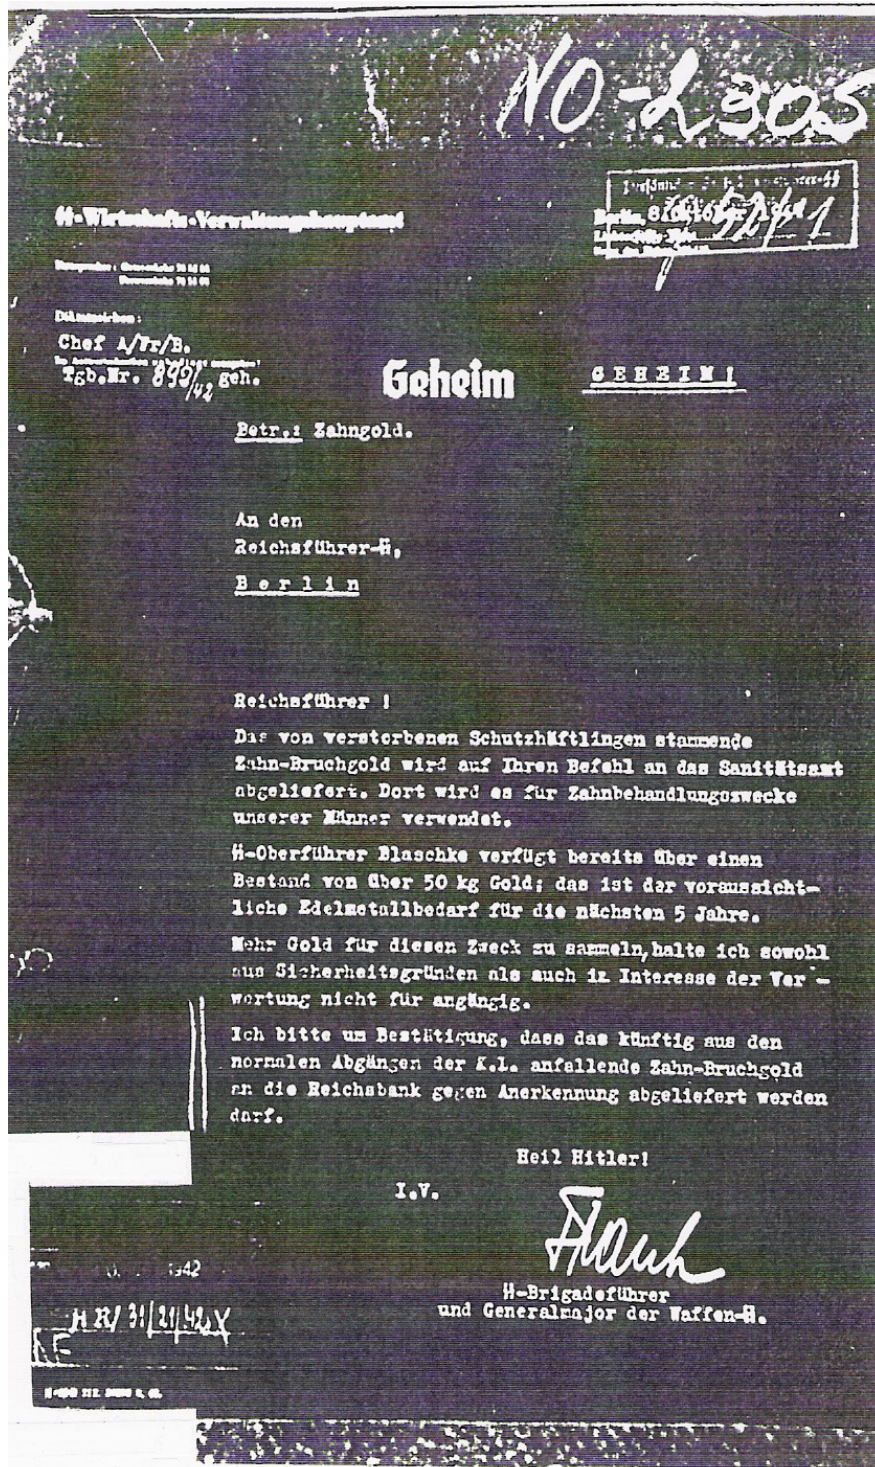 NO-2305
SS-Wirtschafts-Verwaltungshauptamt
Berlin, 8. Oktober
Chef A/Fr/B.
Tgb.Nr. 892/42 geh.
Geheim
GEHEIM!
Betr.: Zahngold.
An den
Reichsführer-SS,
Berlin
Reichsführer !
Das von verstorbenen Schutzhäftlingen stammende
Zahn-Bruchgold wird auf Ihren Befehl an das Sanitätsamt
abgeliefert. Dort wird es für Zahnbehandlungszwecke
unserer Männer verwendet.
SS-Oberführer Blaschke verfügt bereits über einen
Bestand von über 50 kg Gold; das ist der voraussicht-
liche Edelmetallbedarf für die nächsten 5 Jahre.
Mehr Gold für diesen Zweck zu sammeln, halte ich sowohl
aus Sicherheitsgründen als auch im Interesse der Ver-
wertung nicht für angängig.
Ich bitte um Bestätigung, dass das künftig aus den
normalen Abgängen der K.L. anfallende Zahn-Bruchgold
an die Reichsbank gegen Anerkennung abgeliefert werden
darf.
Heil Hitler!
I.V.
Frank
SS-Brigadeführer
und Generalmajor der Waffen-SS.
1942